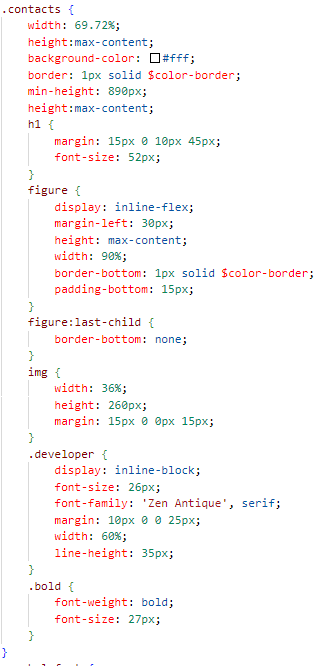 .contacts {
width: 69.72%;
height:max-content;
background-color: #fff;
border: 1px solid $color-border;
min-height: 890px;
height:max-content;
h1 {
margin: 15px 0 10px 45px;
font-size: 52px;
}
figure {
display: inline-flex;
margin-left: 30px;
height: max-content;
width: 90%;
border-bottom: 1px solid $color-border;
padding-bottom: 15px;
}
figure:last-child {
border-bottom: none;
}
img {
width: 36%;
height: 260px;
margin: 15px 0 0px 15px;
}
.developer {
display: inline-block;
font-size: 26px;
font-family: 'Zen Antique', serif;
margin: 10px 0 0 25px;
width: 60%;
line-height: 35px;
}
.bold {
font-weight: bold;
font-size: 27px;
}
}